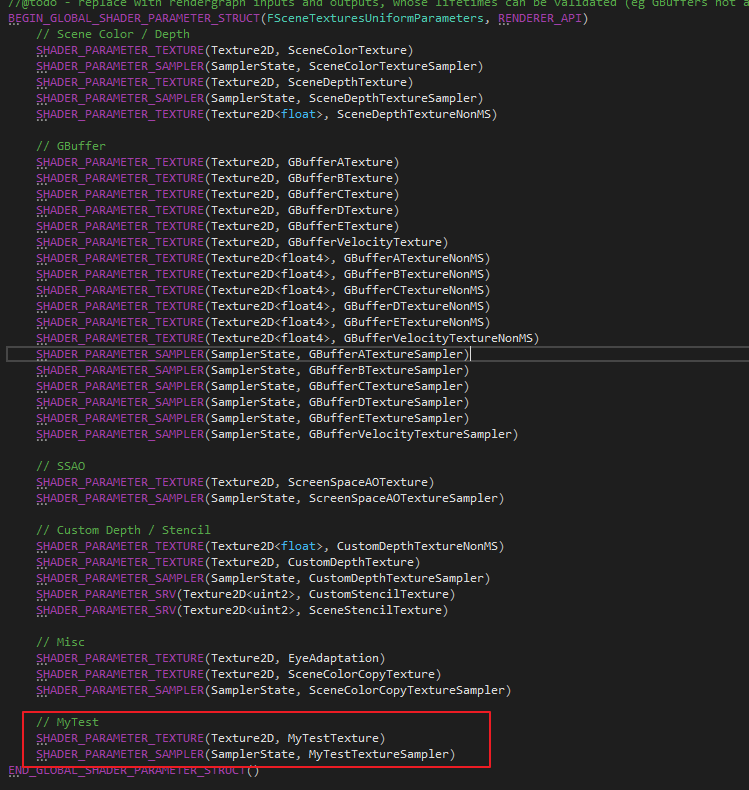 //@todo - replace with rendergraph inputs and outputs, whose lifetimes can be validated (eg GBuffers not a
BEGIN_GLOBAL_SHADER_PARAMETER_STRUCT(FSceneTexturesUniformParameters, RENDERER_API)
// Scene Color / Depth
SHADER_PARAMETER_TEXTURE(Texture2D, SceneColorTexture)
SHADER_PARAMETER_SAMPLER(SamplerState, SceneColorTextureSampler)
SHADER_PARAMETER_TEXTURE(Texture2D, SceneDepthTexture)
SHADER_PARAMETER_SAMPLER(SamplerState, SceneDepthTextureSampler)
SHADER_PARAMETER_TEXTURE(Texture2D<float>, SceneDepthTextureNonMS)
// GBuffer
SHADER_PARAMETER_TEXTURE(Texture2D, GBufferATexture)
SHADER_PARAMETER_TEXTURE(Texture2D, GBufferBTexture)
SHADER_PARAMETER_TEXTURE(Texture2D, GBufferCTexture)
SHADER_PARAMETER_TEXTURE(Texture2D, GBufferDTexture)
SHADER_PARAMETER_TEXTURE(Texture2D, GBufferETexture)
SHADER_PARAMETER_TEXTURE(Texture2D, GBufferVelocityTexture)
SHADER_PARAMETER_TEXTURE(Texture2D<float4>, GBufferATextureNonMS)
SHADER_PARAMETER_TEXTURE(Texture2D<float4>, GBufferBTextureNonMS)
SHADER_PARAMETER_TEXTURE(Texture2D<float4>, GBufferCTextureNonMS)
SHADER_PARAMETER_TEXTURE(Texture2D<float4>, GBufferDTextureNonMS)
SHADER_PARAMETER_TEXTURE(Texture2D<float4>, GBufferETextureNonMS)
SHADER_PARAMETER_TEXTURE(Texture2D<float4>, GBufferVelocityTextureNonMS)
SHADER_PARAMETER_SAMPLER(SamplerState, GBufferATextureSampler)
SHADER_PARAMETER_SAMPLER(SamplerState, GBufferBTextureSampler)
SHADER_PARAMETER_SAMPLER(SamplerState, GBufferCTextureSampler)
SHADER_PARAMETER_SAMPLER(SamplerState, GBufferDTextureSampler)
SHADER_PARAMETER_SAMPLER(SamplerState, GBufferETextureSampler)
SHADER_PARAMETER_SAMPLER(SamplerState, GBufferVelocityTextureSampler)
// SSAO
SHADER_PARAMETER_TEXTURE(Texture2D, ScreenSpaceAOTexture)
SHADER_PARAMETER_SAMPLER(SamplerState, ScreenSpaceAOTextureSampler)
// Custom Depth / Stencil
SHADER_PARAMETER_TEXTURE(Texture2D<float>, CustomDepthTextureNonMS)
SHADER_PARAMETER_TEXTURE(Texture2D, CustomDepthTexture)
SHADER_PARAMETER_SAMPLER(SamplerState, CustomDepthTextureSampler)
SHADER_PARAMETER_SRV(Texture2D<uint2>, CustomStencilTexture)
SHADER_PARAMETER_SRV(Texture2D<uint2>, SceneStencilTexture)
// Misc
SHADER_PARAMETER_TEXTURE(Texture2D, EyeAdaptation)
SHADER_PARAMETER_TEXTURE(Texture2D, SceneColorCopyTexture)
SHADER_PARAMETER_SAMPLER(SamplerState, SceneColorCopyTextureSampler)
// MyTest
SHADER_PARAMETER_TEXTURE(Texture2D, MyTestTexture)
SHADER_PARAMETER_SAMPLER(SamplerState, MyTestTextureSampler)
END_GLOBAL_SHADER_PARAMETER_STRUCT()